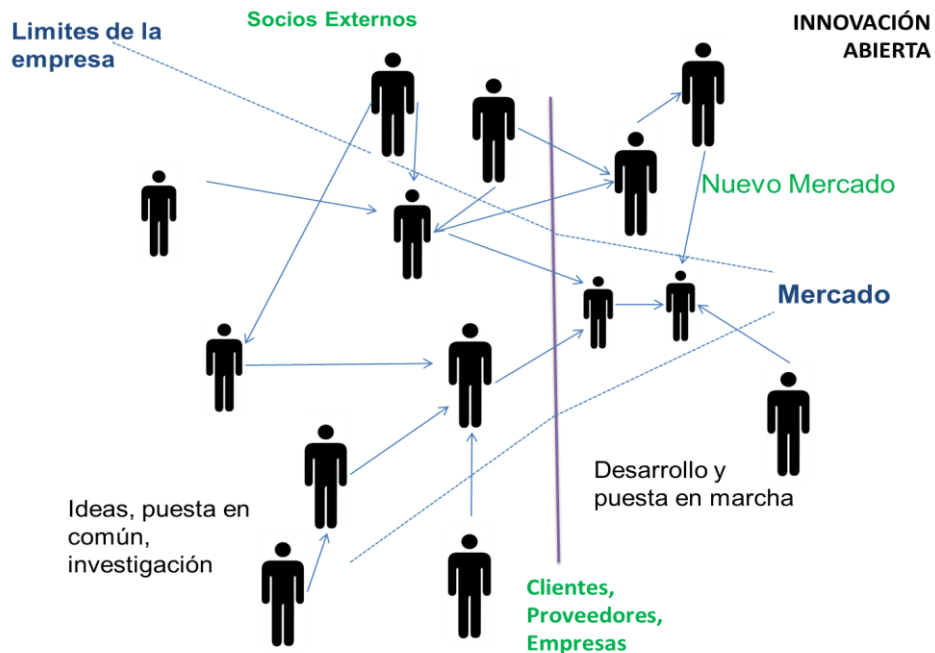 Socios Externos
INNOVACIÓN
ABIERTA
Limites de la
empresa
Nuevo Mercado
Mercado
Desarrollo y
puesta en marcha
Ideas, puesta en
común,
investigación
Clientes,
Proveedores,
Empresas